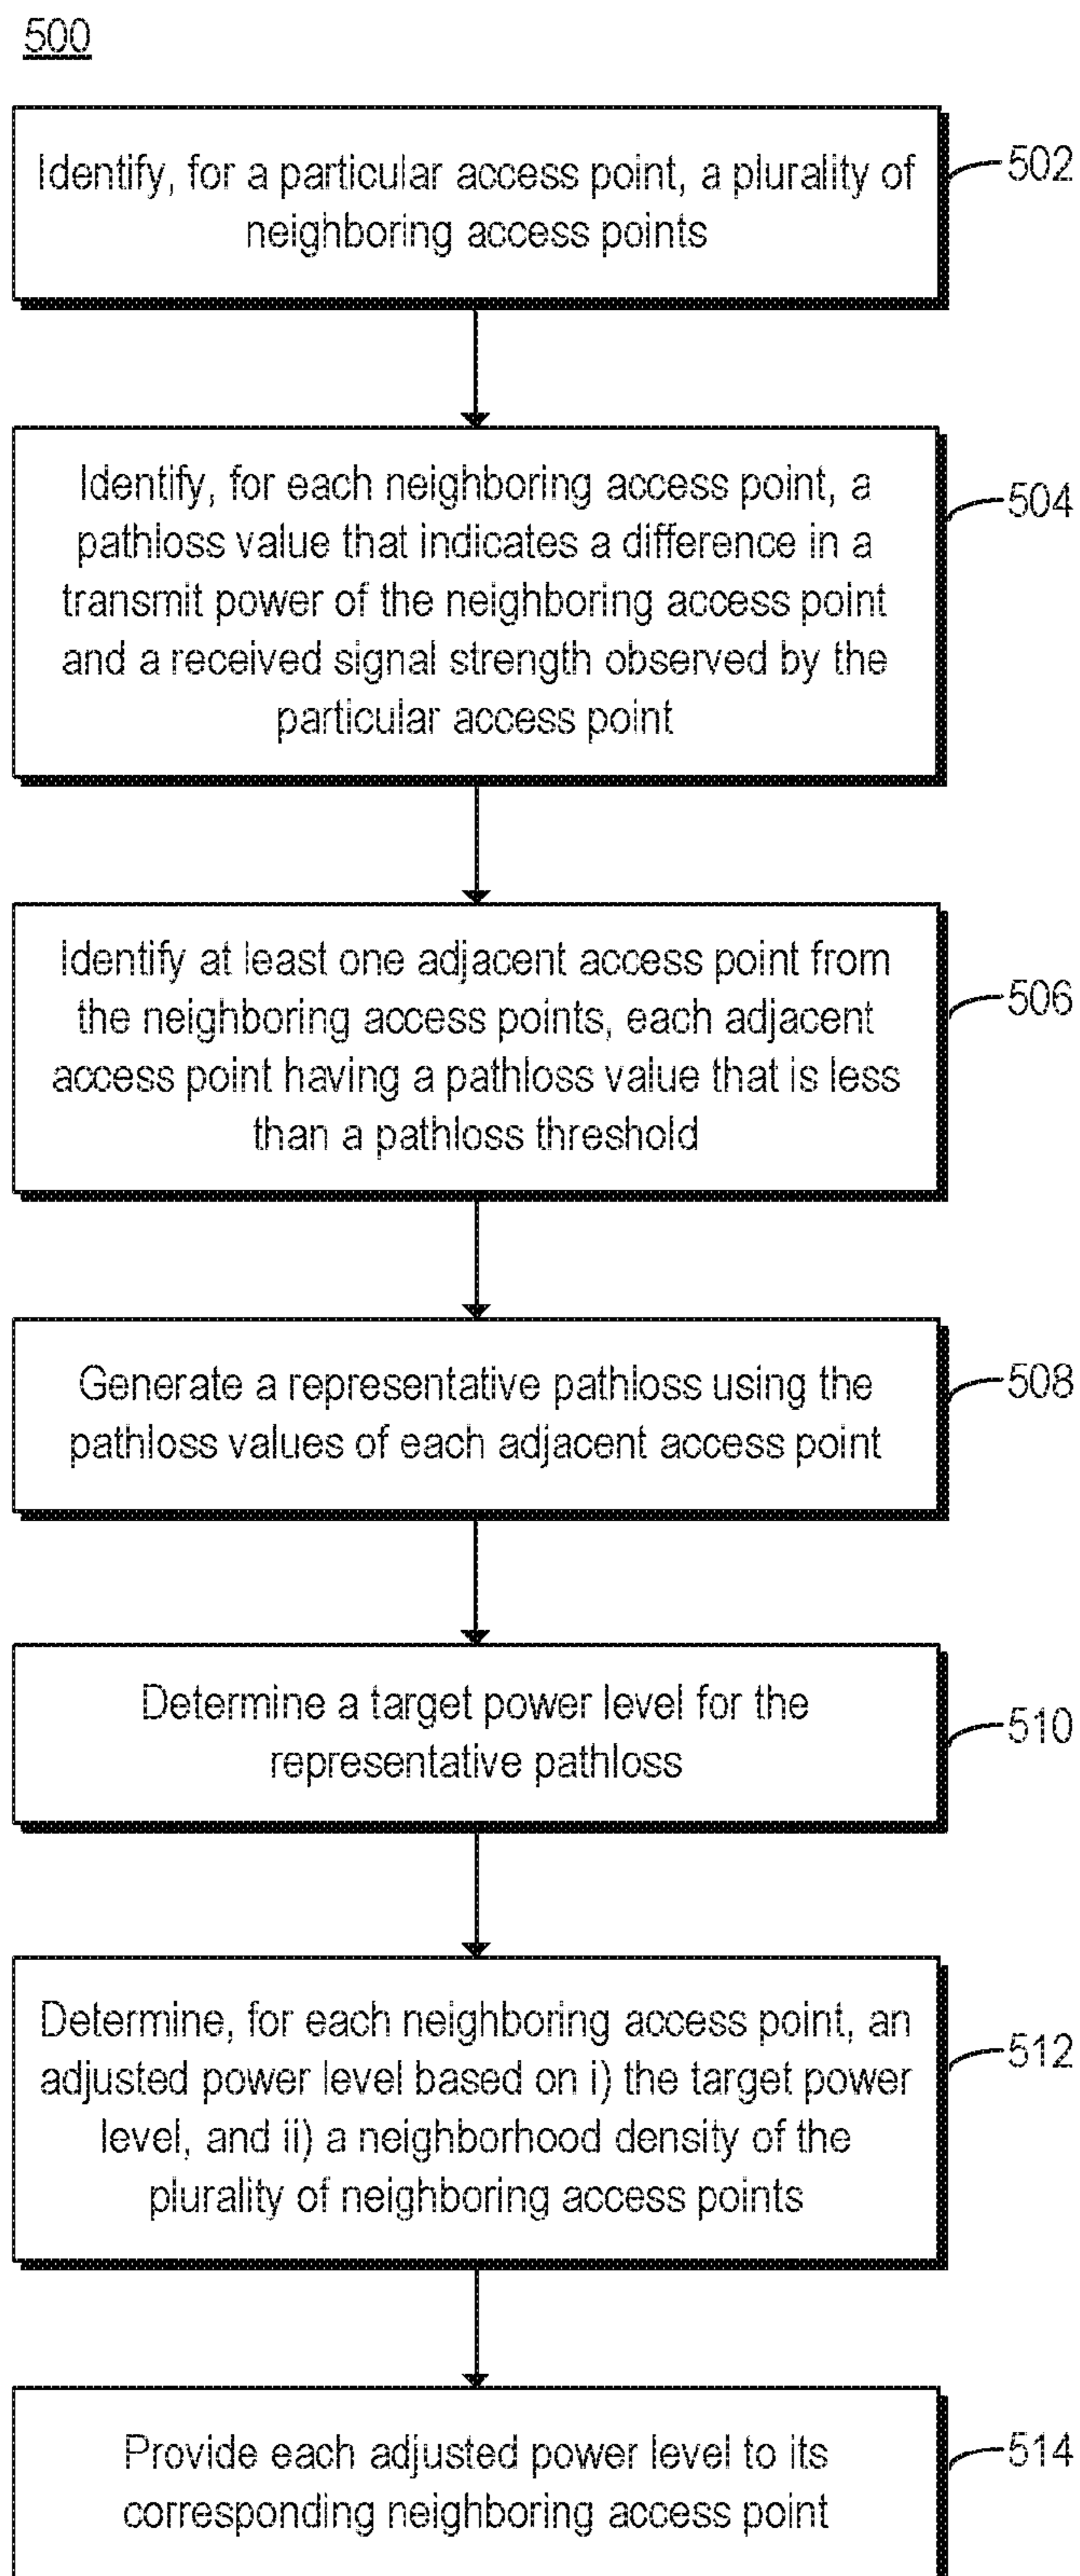 500
Identify, for a particular access point, a plurality of
neighboring access points
502
Identify, for each neighboring access point, a
pathloss value that indicates a difference in a
transmit power of the neighboring access point
and a received signal strength observed by the
particular access point
504
Identify at least one adjacent access point from
the neighboring access points, each adjacent
access point having a pathloss value that is less
than a pathloss threshold
506
Generate a representative pathloss using the
pathloss values of each adjacent access point
508
Determine a target power level for the
representative pathloss
510
Determine, for each neighboring access point, an
adjusted power level based on i) the target power
level, and ii) a neighborhood density of the
plurality of neighboring access points
512
Provide each adjusted power level to its
corresponding neighboring access point
514